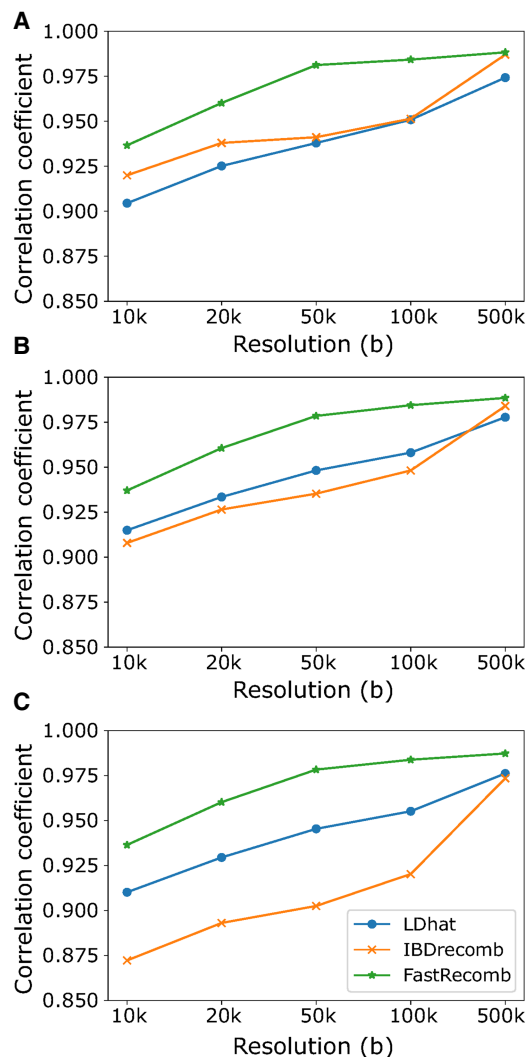 A
Correlation coefficient
1.000
0.975
0.950
0.925
0.900
0.875
0.850
10k 20k 50k 100k 500k
Resolution (b)
B
Correlation coefficient
1.000
0.975
0.950
0.925
0.900
0.875
0.850
10k 20k 50k 100k 500k
Resolution (b)
C
Correlation coefficient
1.000
0.975
0.950
0.925
0.900
0.875
0.850
LDhat
IBDrecomb
FastRecomb
10k 20k 50k 100k 500k
Resolution (b)